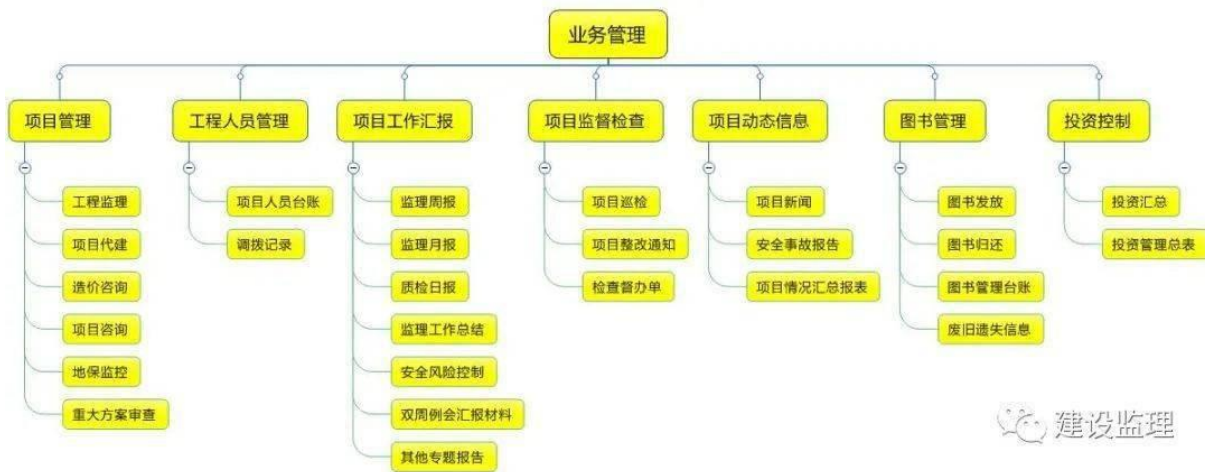 业务管理
项目管理
工程人员管理
项目工作汇报
项目监督检查
项目动态信息
图书管理
投资控制
工程监理
项目代建
造价咨询
项目咨询
地保监控
重大方案审查
项目人员台账
调拨记录
监理周报
监理月报
质检日报
监理工作总结
安全风险控制
双周例会汇报材料
其他专题报告
项目巡检
项目整改通知
检查督办单
项目新闻
安全事故报告
项目情况汇总报表
图书发放
图书归还
图书管理台账
废旧遗失信息
投资汇总
投资管理总表
建设监理